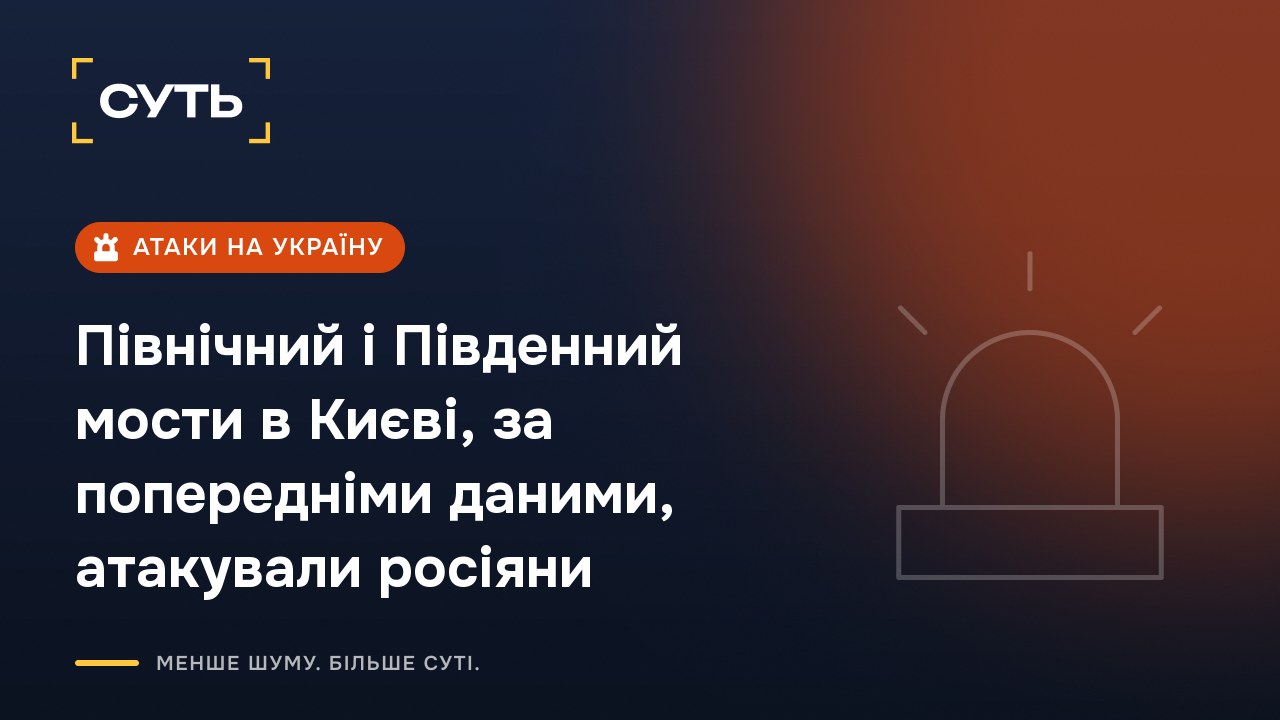 СУТЬ
АТАКИ НА УКРАЇНУ
Північний і Південний
мости в Києві, за
попередніми даними,
атакували росіяни
МЕНШЕ ШУМУ. БІЛЬШЕ СУТІ.